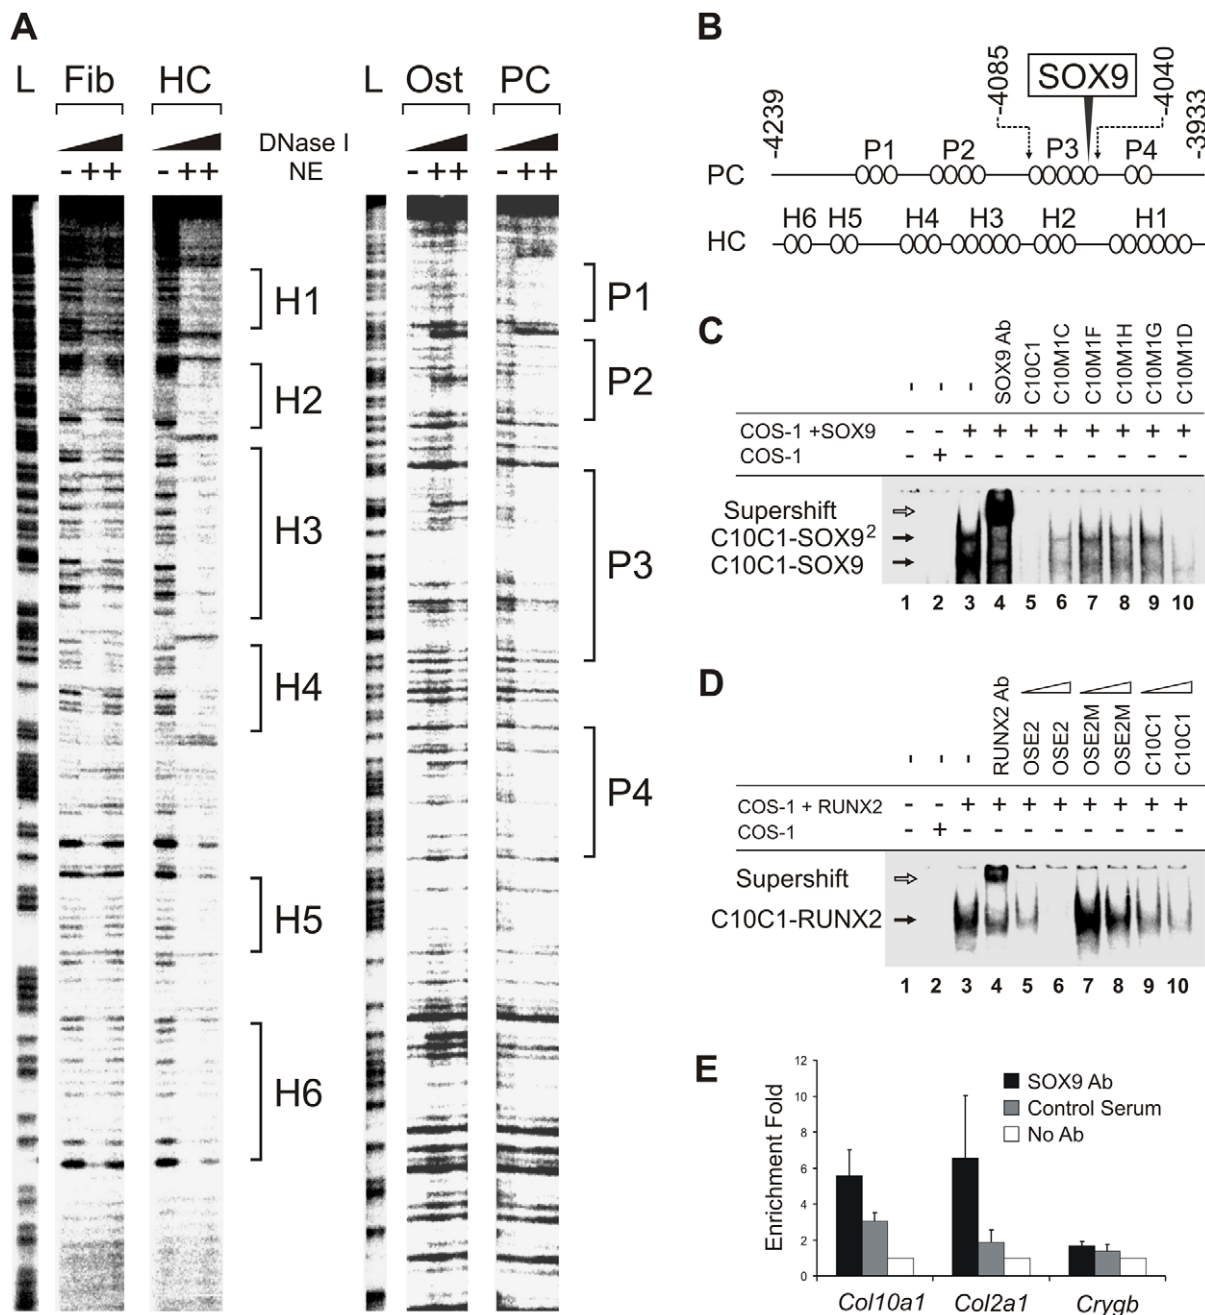 A
L Fib HC L Ost PC
DNase I
- ++ - ++ NE - ++ - ++
H1
H2
H3
H4
H5
H6
P1
P2
P3
P4
B
-4239 -4085 SOX9 -4040 -3933
P1 P2 P3 P4
PC
H6 H5 H4 H3 H2 H1
HC
C
- - - SOX9 Ab C10C1 C10M1C C10M1F C10M1H C10M1G C10M1D
COS-1 +SOX9 - - + + + + + + + +
COS-1 - + - - - - - - - -
Supershift
C10C1-SOX9²
C10C1-SOX9
1 2 3 4 5 6 7 8 9 10
D
- - - RUNX2 Ab OSE2 OSE2 OSE2M OSE2M C10C1 C10C1
COS-1 + RUNX2 - - + + + + + + + +
COS-1 - + - - - - - - - -
Supershift
C10C1-RUNX2
1 2 3 4 5 6 7 8 9 10
E
Enrichment Fold
12
10
8
6
4
2
0
SOX9 Ab
Control Serum
No Ab
Col10a1 Col2a1 Crygb